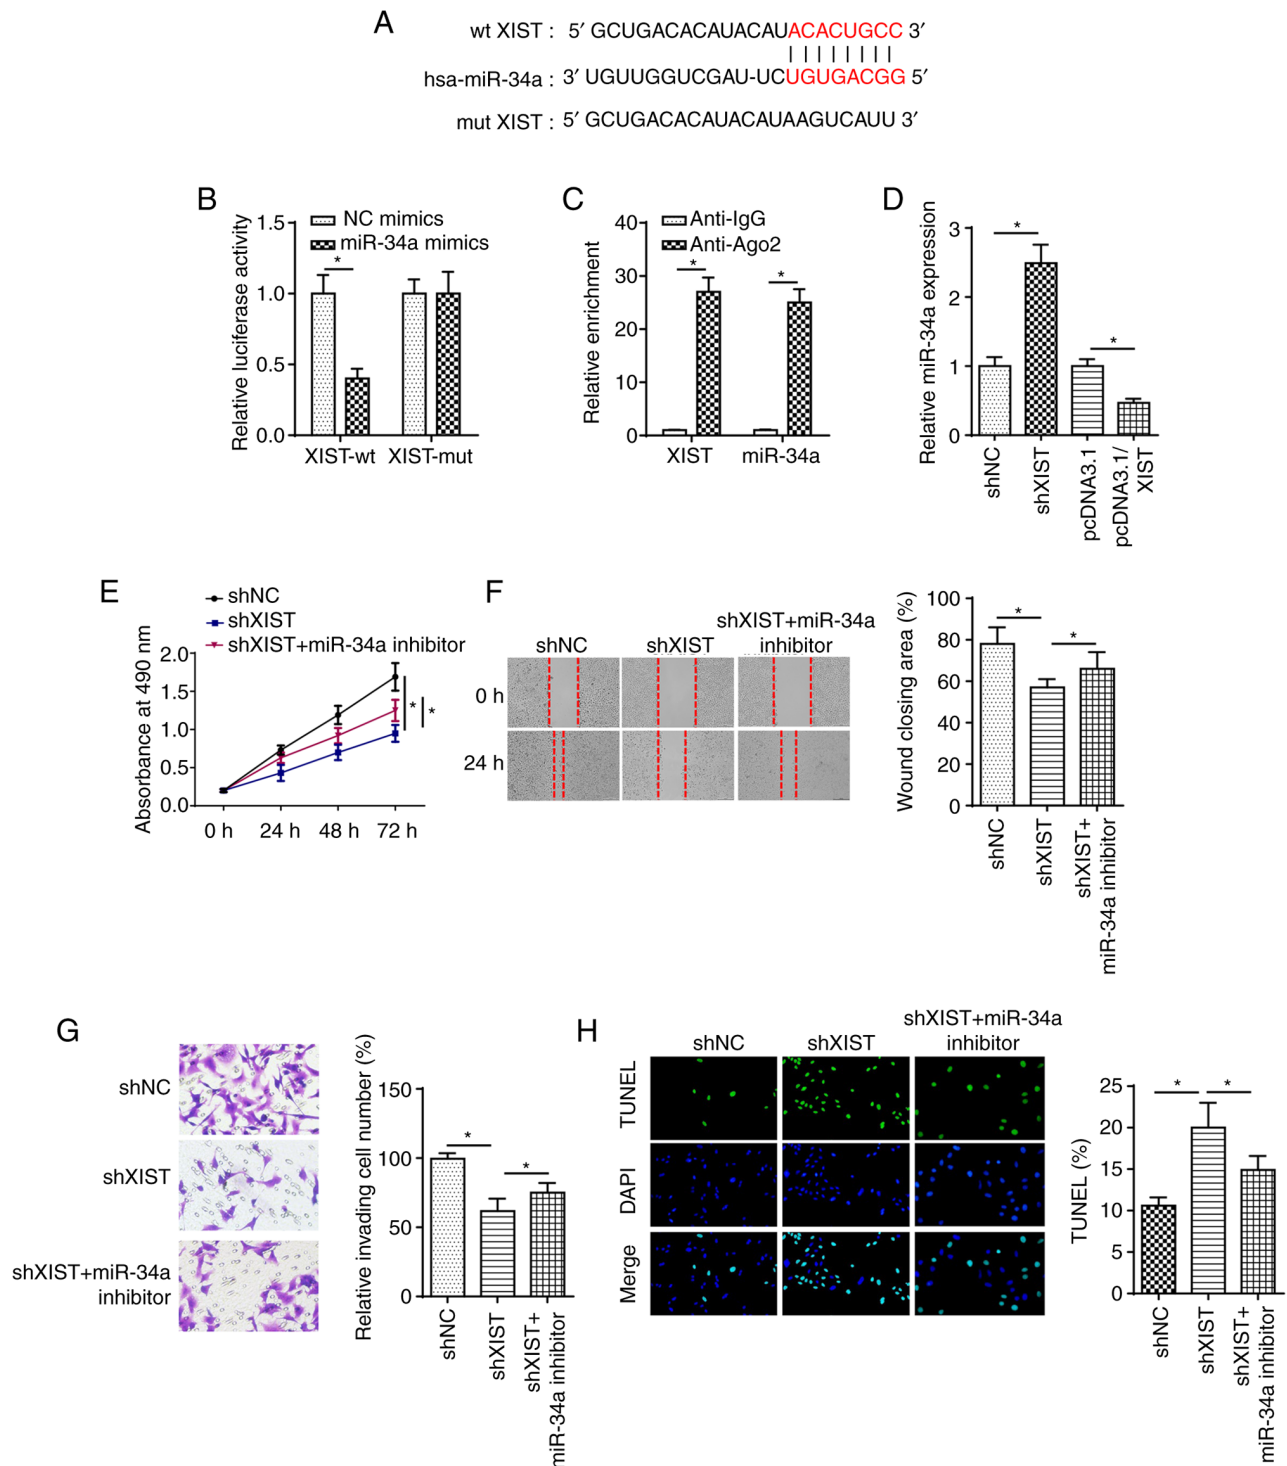 A
wt XIST : 5′ GCUGACACAUACAUACACUGCC 3′
hsa-miR-34a : 3′ UGUUGGUCGAU-UCUGUGACGG 5′
mut XIST : 5′ GCUGACACAUACAUAAGUCAUU 3′
B
Relative luciferase activity
NC mimics
miR-34a mimics
1.5
1.0
0.5
0.0
*
XIST-wt XIST-mut
C
Relative enrichment
Anti-IgG
Anti-Ago2
40
30
20
10
0
* *
XIST miR-34a
D
Relative miR-34a expression
3
2
1
0
* *
shNC
shXIST
pcDNA3.1
pcDNA3.1/
XIST
E
shNC
shXIST
shXIST+miR-34a inhibitor
Absorbance at 490 nm
2.0
1.5
1.0
0.5
0.0
* *
0 h 24 h 48 h 72 h
F
shNC shXIST shXIST+miR-34a
inhibitor
0 h
24 h
Wound closing area (%)
100
80
60
40
20
0
* *
shNC
shXIST
shXIST+
miR-34a inhibitor
G
shNC
shXIST
shXIST+miR-34a
inhibitor
Relative invading cell number (%)
150
100
50
0
* *
shNC
shXIST
shXIST+
miR-34a inhibitor
H
shNC shXIST shXIST+miR-34a
inhibitor
TUNEL
DAPI
Merge
TUNEL (%)
25
20
15
10
5
0
* *
shNC
shXIST
shXIST+
miR-34a inhibitor